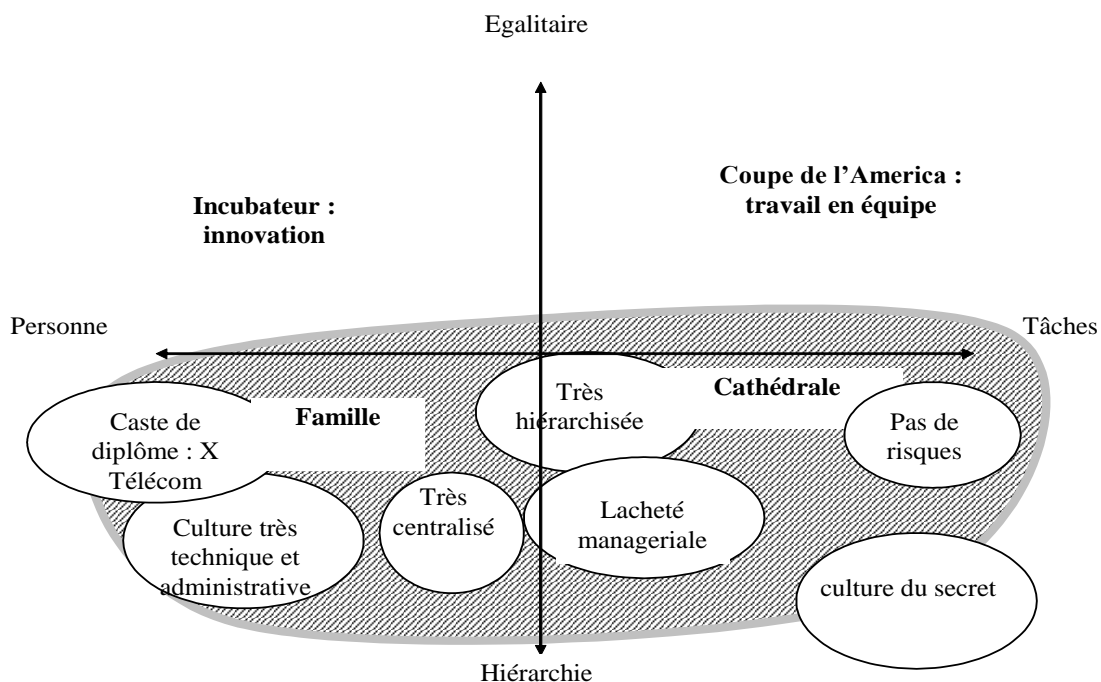 Egalitaire
Coupe de l’America :
travail en équipe
Incubateur :
innovation
Personne
Tâches
Caste de
diplôme : X
Télécom
Famille
Très
hiérarchisée
Cathédrale
Pas de
risques
Culture très
technique et
administrative
Très
centralisé
Lacheté
manageriale
culture du secret
Hiérarchie